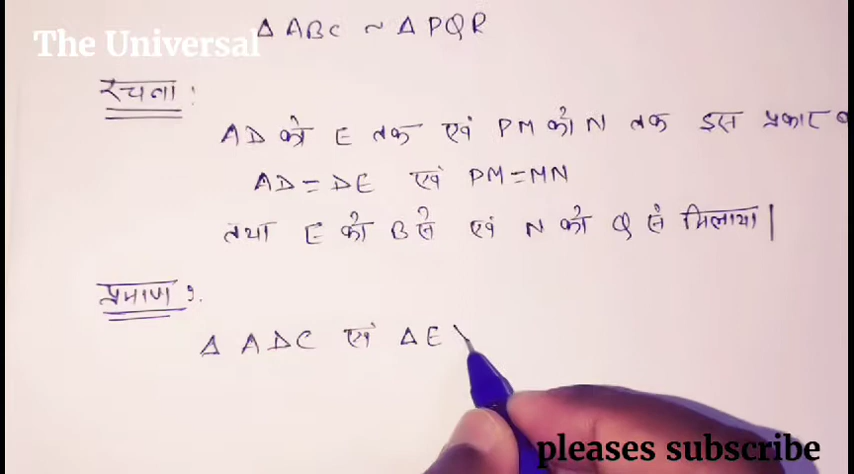 The Universal
Δ ABC ~ Δ PQR
रचना :
AD को E तक एवं PM को N तक इस प्रकार
AD = DE एवं PM = MN
तथा E को B से एवं N को Q से मिलाया |
प्रमाण :
Δ ADC एवं Δ E
pleases subscribe